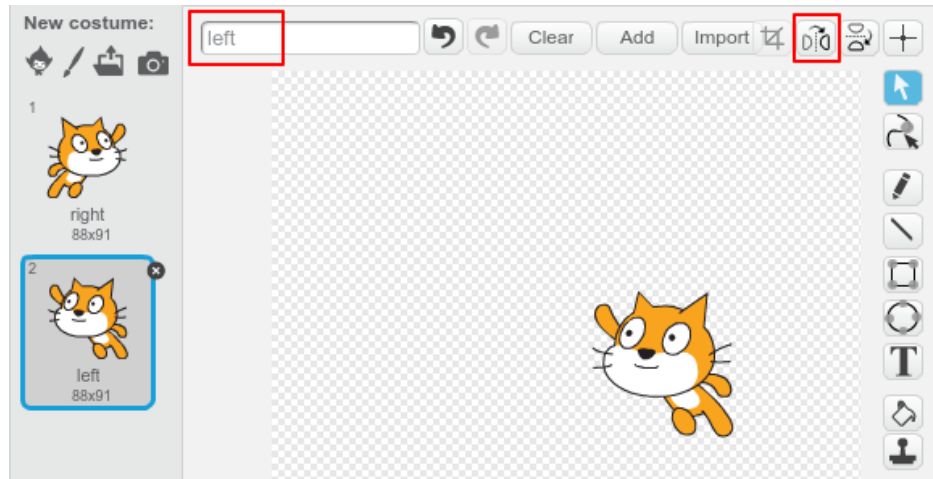 New costume:
left
Clear
Add
Import
1
right
88x91
2
left
88x91
T